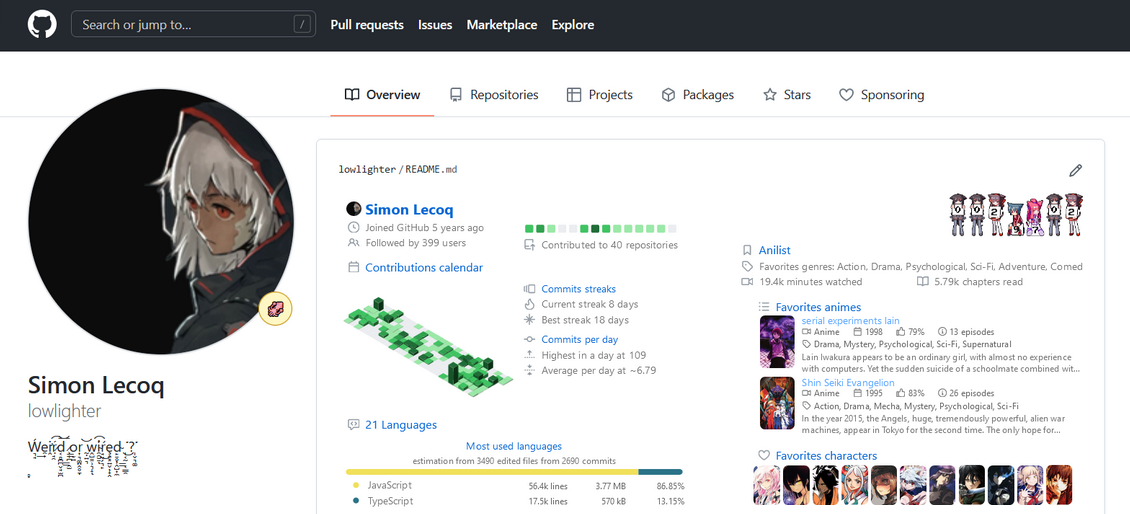 Search or jump to...
/
Pull requests
Issues
Marketplace
Explore
Overview
Repositories
Projects
Packages
Stars
Sponsoring
Simon Lecoq
lowlighter
Weird or wired ?
lowlighter / README.md
Simon Lecoq
Joined GitHub 5 years ago
Followed by 399 users
Contributed to 40 repositories
Contributions calendar
Commits streaks
Current streak 8 days
Best streak 18 days
Commits per day
Highest in a day at 109
Average per day at ~6.79
21 Languages
Most used languages
estimation from 3490 edited files from 2690 commits
JavaScript 56.4k lines 3.77 MB 86.85%
TypeScript 17.5k lines 570 kB 13.15%
Anilist
Favorites genres: Action, Drama, Psychological, Sci-Fi, Adventure, Comed
19.4k minutes watched
5.79k chapters read
Favorites animes
serial experiments lain
Anime 1998 79% 13 episodes
Drama, Mystery, Psychological, Sci-Fi, Supernatural
Lain Iwakura appears to be an ordinary girl, with almost no experience
with computers. Yet the sudden suicide of a schoolmate combined wit...
Shin Seiki Evangelion
Anime 1995 83% 26 episodes
Action, Drama, Mecha, Mystery, Psychological, Sci-Fi
In the year 2015, the Angels, huge, tremendously powerful, alien war
machines, appear in Tokyo for the second time. The only hope for...
Favorites characters